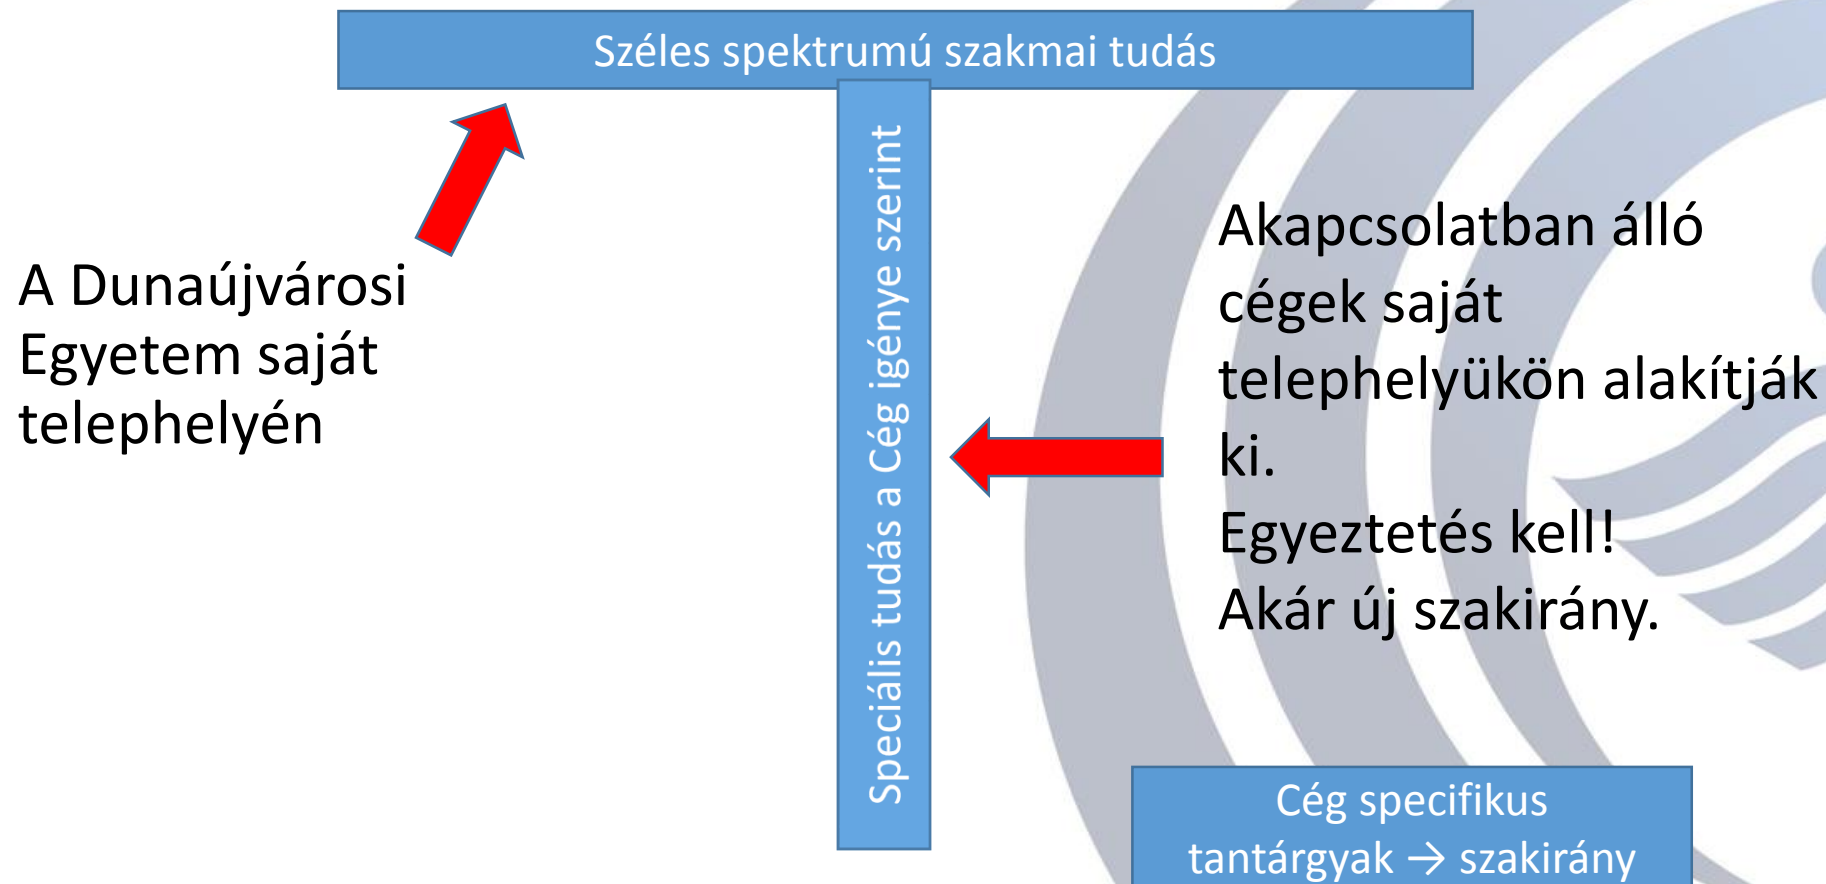 Széles spektrumú szakmai tudás
A Dunaújvárosi
Egyetem saját
telephelyén
Speciális tudás a Cég igénye szerint
Akapcsolatban álló
cégek saját
telephelyükön alakítják
ki.
Egyeztetés kell!
Akár új szakirány.
Cég specifikus
tantárgyak → szakirány